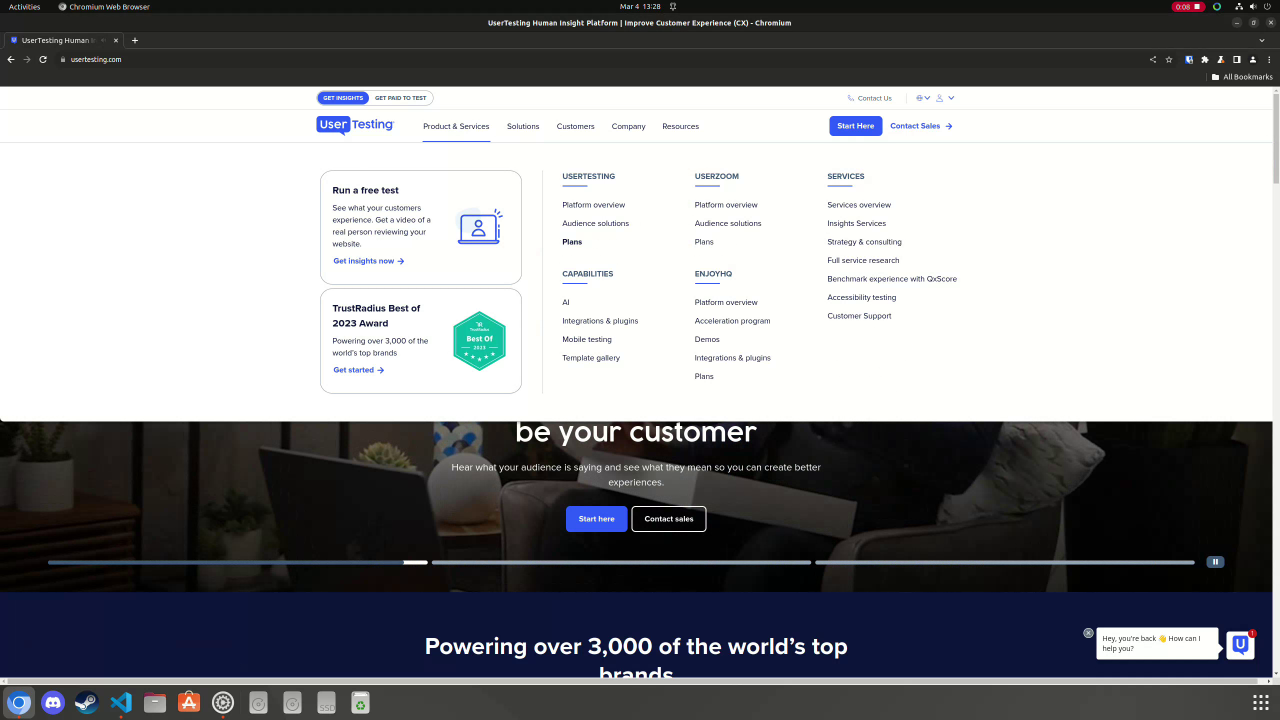 Activities
Chromium Web Browser
Mar 4 13:28
0:08
UserTesting Human Insight Platform | Improve Customer Experience (CX) - Chromium
UserTesting Human I
usertesting.com
All Bookmarks
GET INSIGHTS
GET PAID TO TEST
Contact Us
User Testing
Product & Services
Solutions
Customers
Company
Resources
Start Here
Contact Sales
Run a free test
See what your customers
experience. Get a video of a
real person reviewing your
website.
Get insights now
TrustRadius Best of
2023 Award
Powering over 3,000 of the
world's top brands
Get started
TrustRadius
Best Of
2023
USERTESTING
Platform overview
Audience solutions
Plans
CAPABILITIES
AI
Integrations & plugins
Mobile testing
Template gallery
USERZOOM
Platform overview
Audience solutions
Plans
ENJOYHQ
Platform overview
Acceleration program
Demos
Integrations & plugins
Plans
SERVICES
Services overview
Insights Services
Strategy & consulting
Full service research
Benchmark experience with QxScore
Accessibility testing
Customer Support
be your customer
Hear what your audience is saying and see what they mean so you can create better
experiences.
Start here
Contact sales
Powering over 3,000 of the world's top
brands
Hey, you're back 👋 How can I
help you?
1
SSD